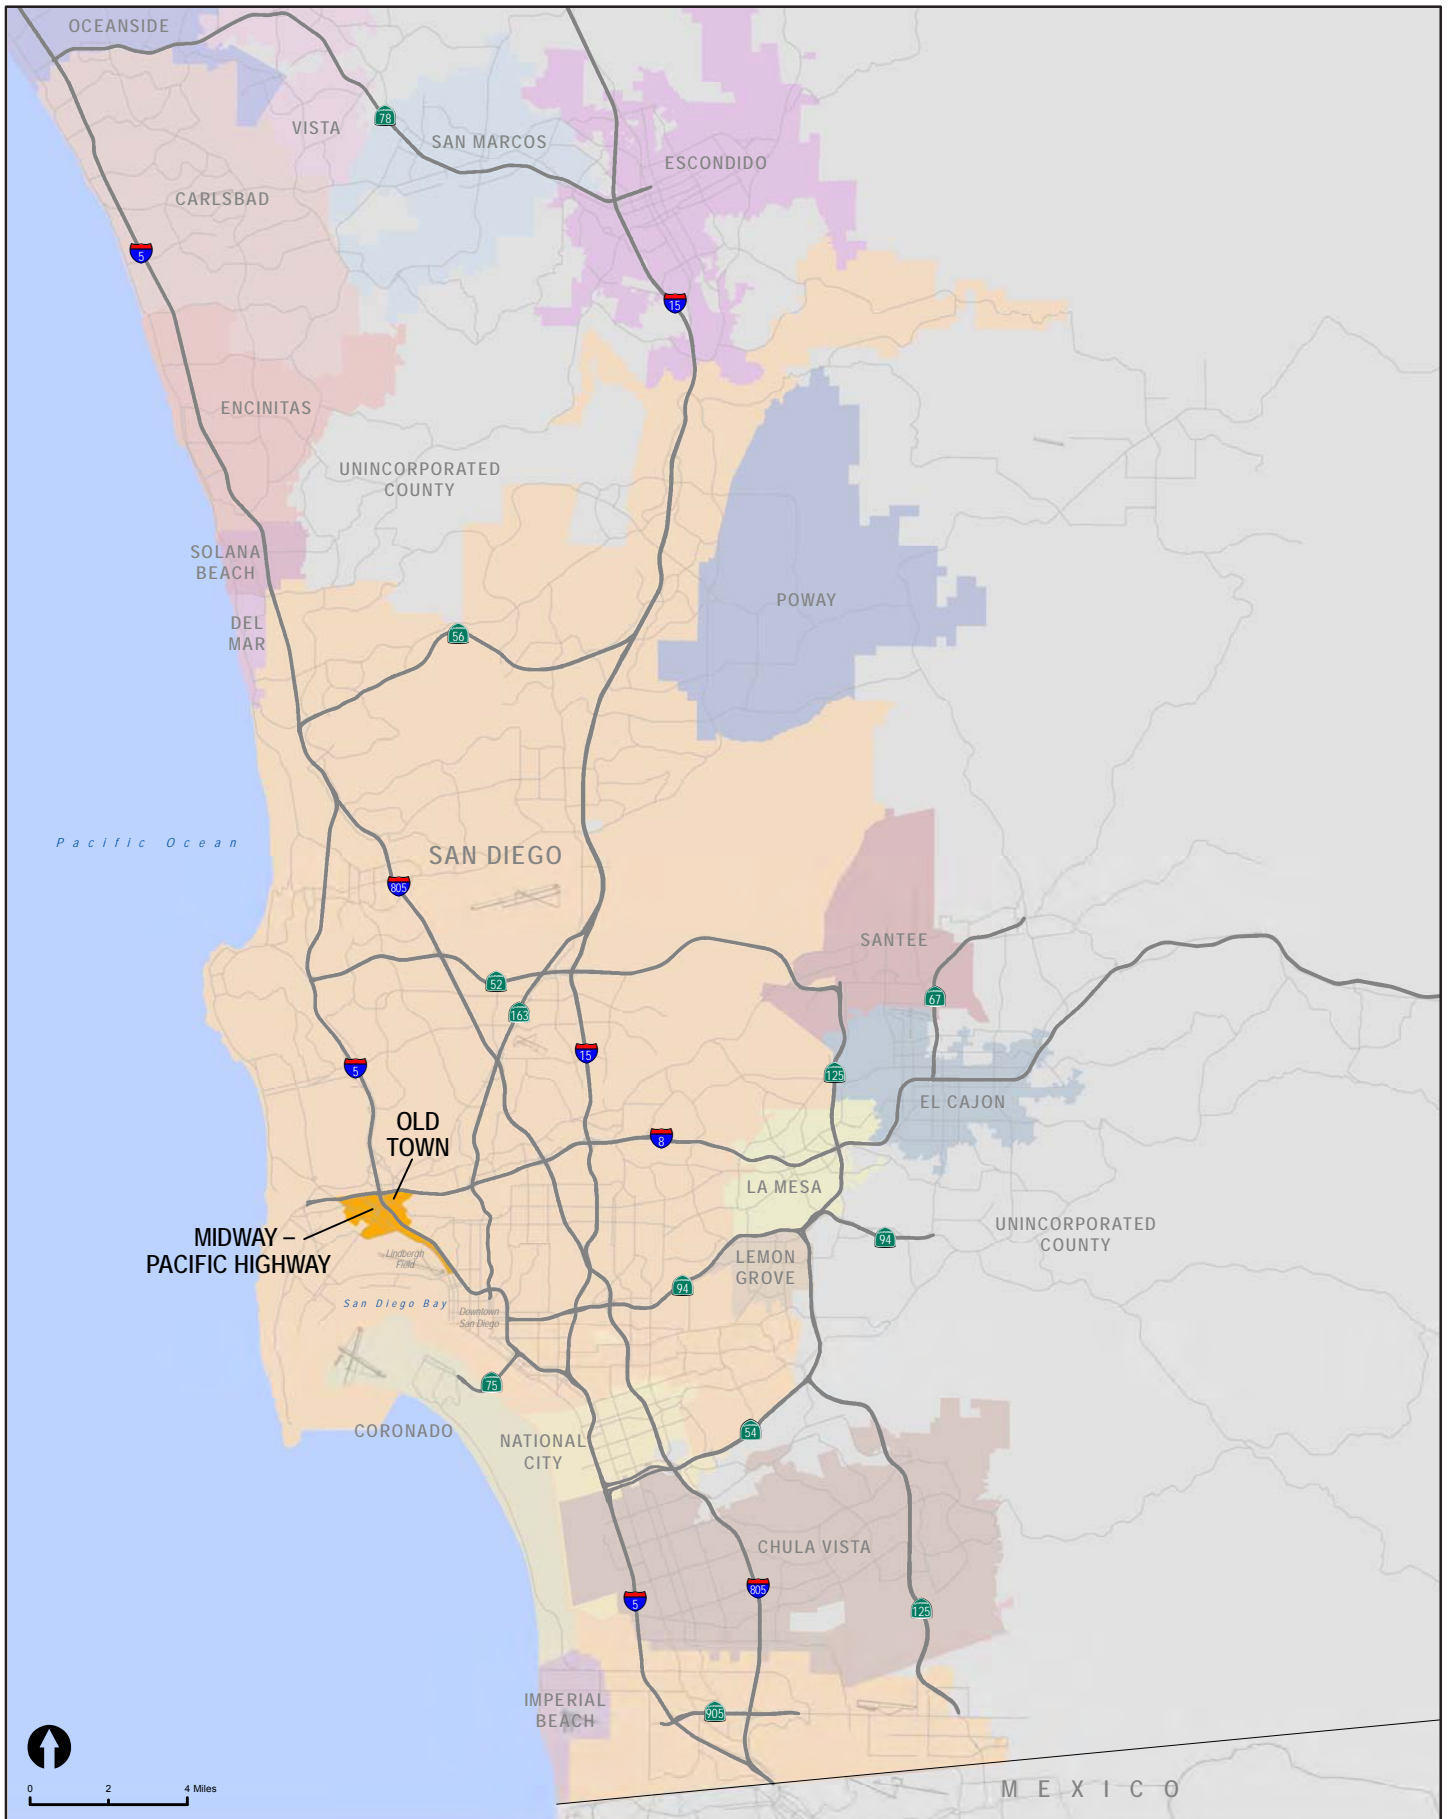 OCEANSIDE
78
VISTA
SAN MARCOS
ESCONDIDO
CARLSBAD
5
15
ENCINITAS
UNINCORPORATED
COUNTY
SOLANA
BEACH
POWAY
DEL
MAR
56
Pacific Ocean
SAN DIEGO
805
SANTEE
52
67
163
15
5
125
EL CAJON
OLD
TOWN
8
LA MESA
MIDWAY –
PACIFIC HIGHWAY
UNINCORPORATED
COUNTY
94
Lindbergh
Field
LEMON
GROVE
94
San Diego Bay
Downtown
San Diego
75
CORONADO
54
NATIONAL
CITY
CHULA VISTA
805
5
125
IMPERIAL
BEACH
905
0 2 4 Miles
MEXICO